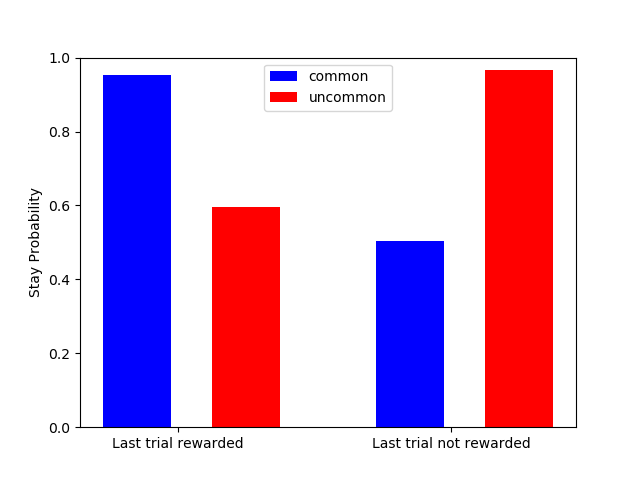 1.0
0.8
0.6
0.4
0.2
0.0
Stay Probability
common
uncommon
Last trial rewarded
Last trial not rewarded